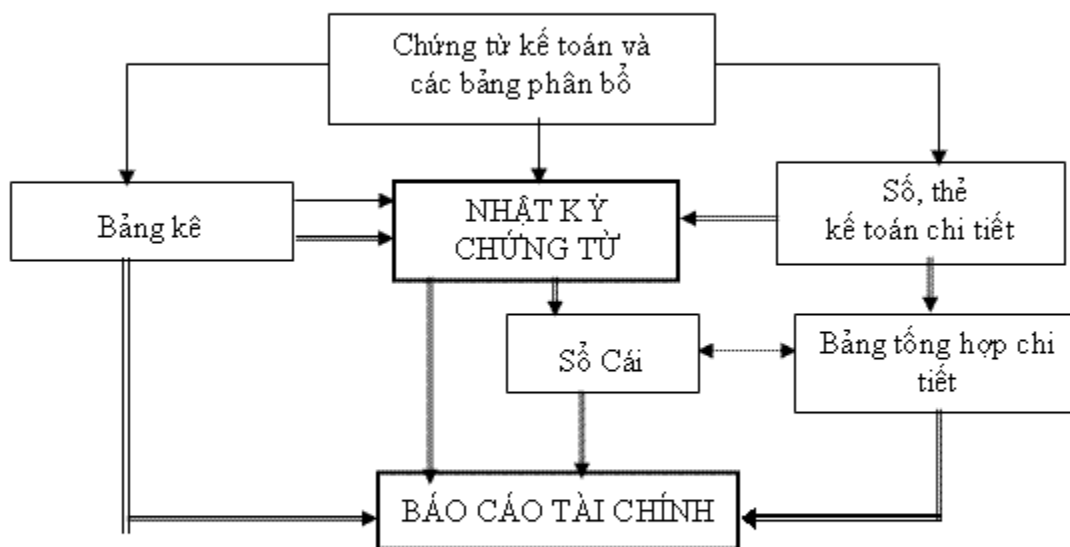 Chứng từ kế toán và
các bảng phân bổ
Bảng kê
NHẬT KÝ
CHỨNG TỪ
Số, thẻ
kế toán chi tiết
Sổ Cái
Bảng tổng hợp chi
tiết
BÁO CÁO TÀI CHÍNH